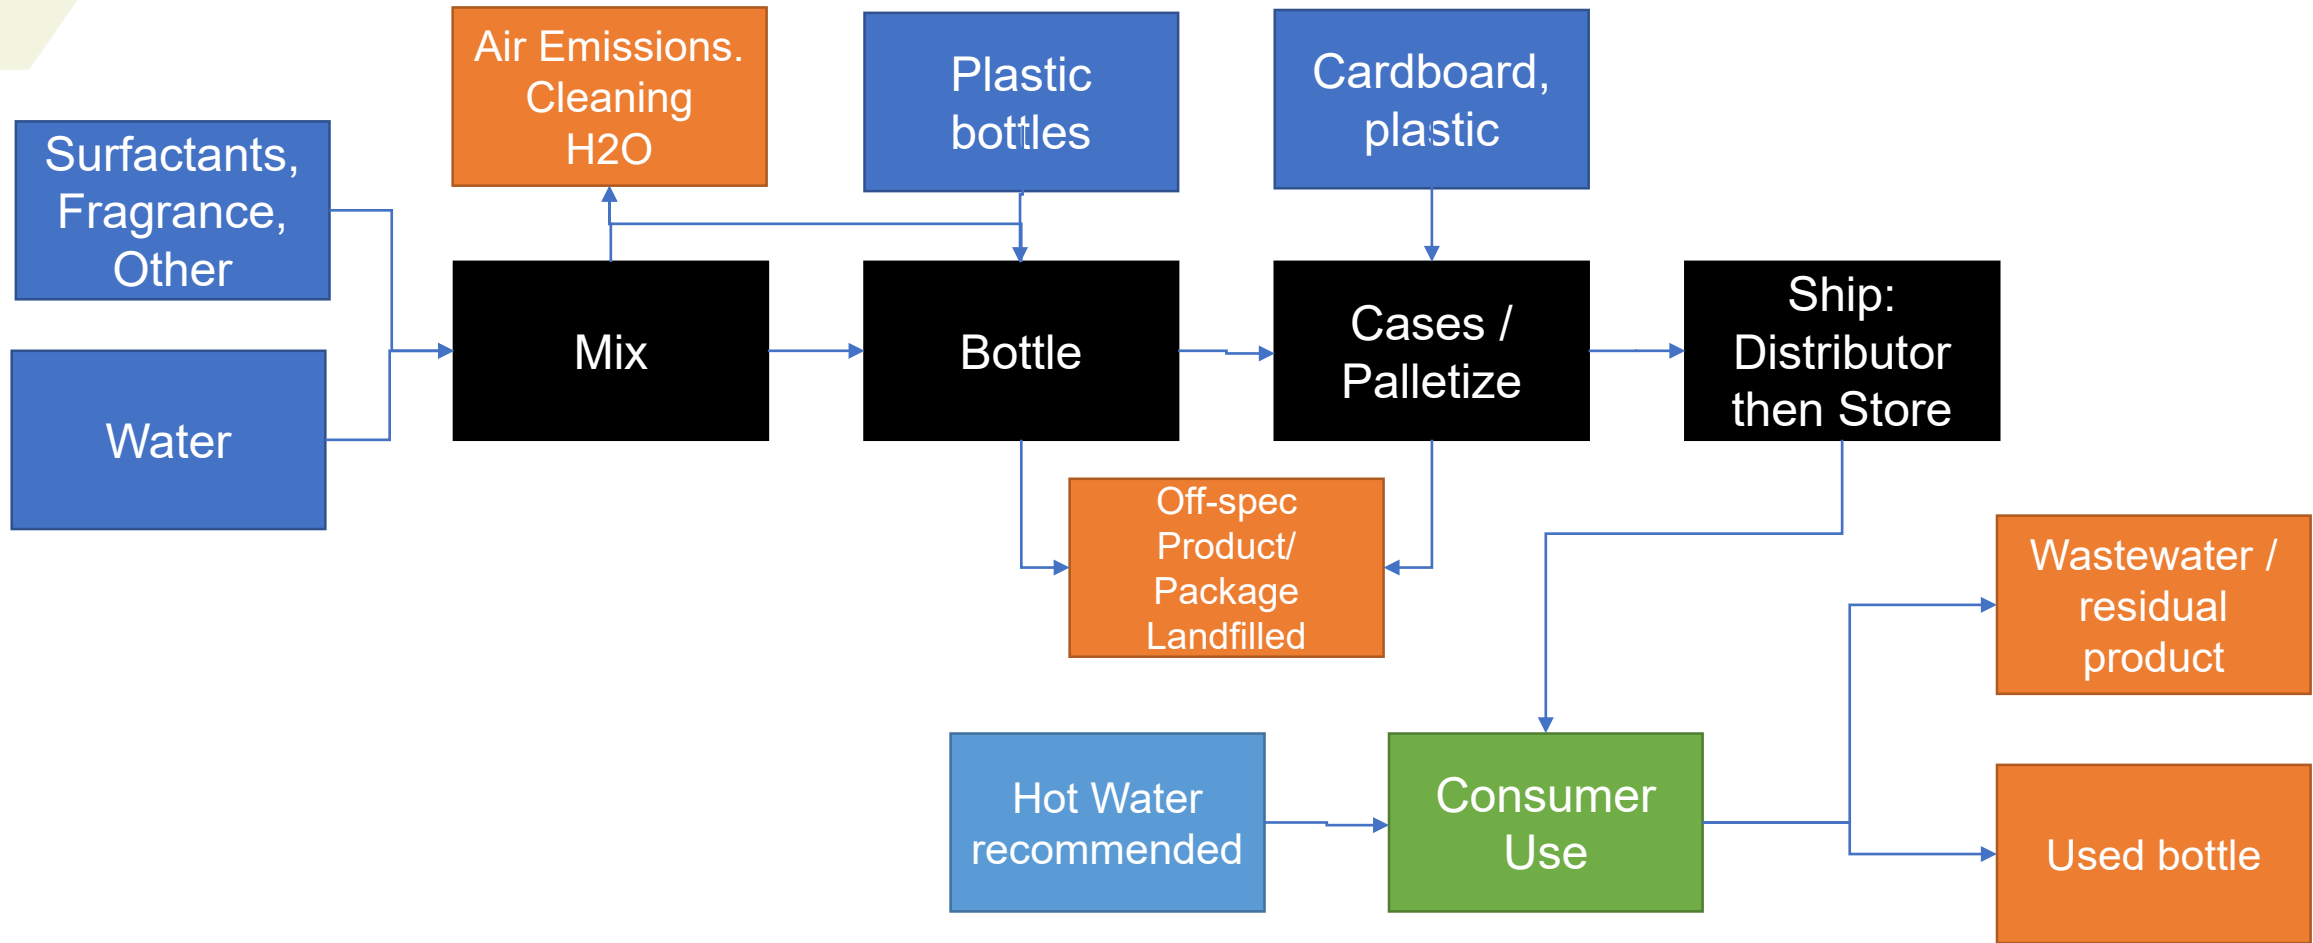 Air Emissions.
Cleaning
H2O
Plastic
bottles
Cardboard,
plastic
Surfactants,
Fragrance,
Other
Water
Mix
Bottle
Cases /
Palletize
Ship:
Distributor
then Store
Off-spec
Product/
Package
Landfilled
Wastewater /
residual
product
Hot Water
recommended
Consumer
Use
Used bottle